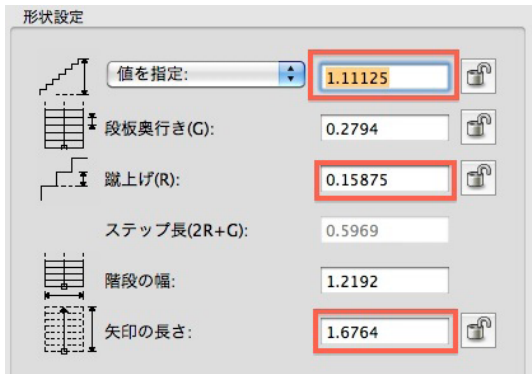 形状設定
値を指定: 1.11125
段板奥行き(G): 0.2794
蹴上げ(R): 0.15875
ステップ長(2R+G): 0.5969
階段の幅: 1.2192
矢印の長さ: 1.6764